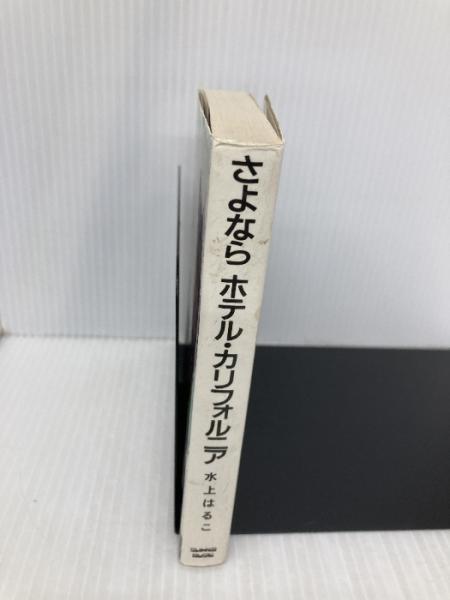 さよなら ホテル・カリフォルニア
水上はるこ